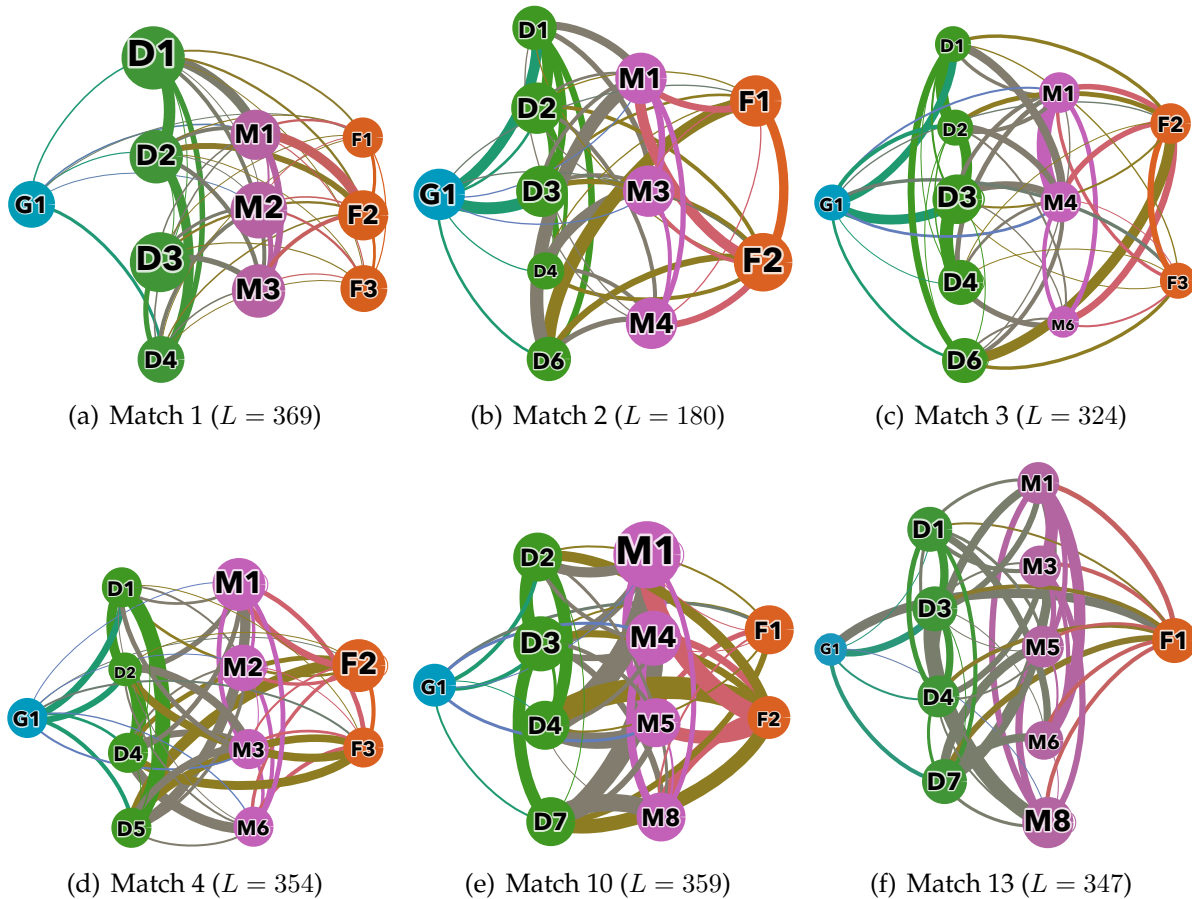 D1
D2
D3
D4
G1
M1
M2
M3
F1
F2
F3
(a) Match 1 (L = 369)
D1
D2
D3
D4
D6
G1
M1
M3
M4
F1
F2
(b) Match 2 (L = 180)
D1
D2
D3
D4
D6
G1
M1
M4
M6
F2
F3
(c) Match 3 (L = 324)
D1
D2
D4
D5
G1
M1
M2
M3
M6
F2
F3
(d) Match 4 (L = 354)
D2
D3
D4
D7
G1
M1
M4
M5
M8
F1
F2
(e) Match 10 (L = 359)
D1
D3
D4
D7
G1
M1
M3
M5
M6
M8
F1
(f) Match 13 (L = 347)